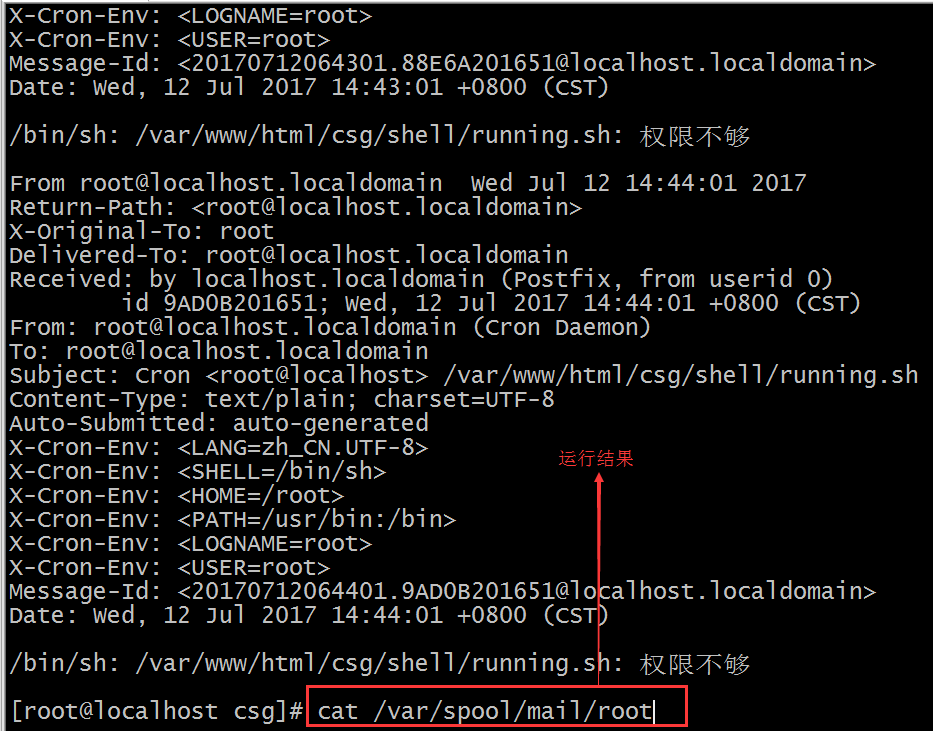 X-Cron-Env: <LOGNAME=root>
X-Cron-Env: <USER=root>
Message-Id: <20170712064301.88E6A201651@localhost.localdomain>
Date: Wed, 12 Jul 2017 14:43:01 +0800 (CST)
/bin/sh: /var/www/html/csg/shell/running.sh: 权限不够
From root@localhost.localdomain  Wed Jul 12 14:44:01 2017
Return-Path: <root@localhost.localdomain>
X-Original-To: root
Delivered-To: root@localhost.localdomain
Received: by localhost.localdomain (Postfix, from userid 0)
        id 9AD0B201651; Wed, 12 Jul 2017 14:44:01 +0800 (CST)
From: root@localhost.localdomain (Cron Daemon)
To: root@localhost.localdomain
Subject: Cron <root@localhost> /var/www/html/csg/shell/running.sh
Content-Type: text/plain; charset=UTF-8
Auto-Submitted: auto-generated
X-Cron-Env: <LANG=zh_CN.UTF-8>
运行结果
X-Cron-Env: <SHELL=/bin/sh>
X-Cron-Env: <HOME=/root>
X-Cron-Env: <PATH=/usr/bin:/bin>
X-Cron-Env: <LOGNAME=root>
X-Cron-Env: <USER=root>
Message-Id: <20170712064401.9AD0B201651@localhost.localdomain>
Date: Wed, 12 Jul 2017 14:44:01 +0800 (CST)
/bin/sh: /var/www/html/csg/shell/running.sh: 权限不够
[root@localhost csg]# cat /var/spool/mail/root